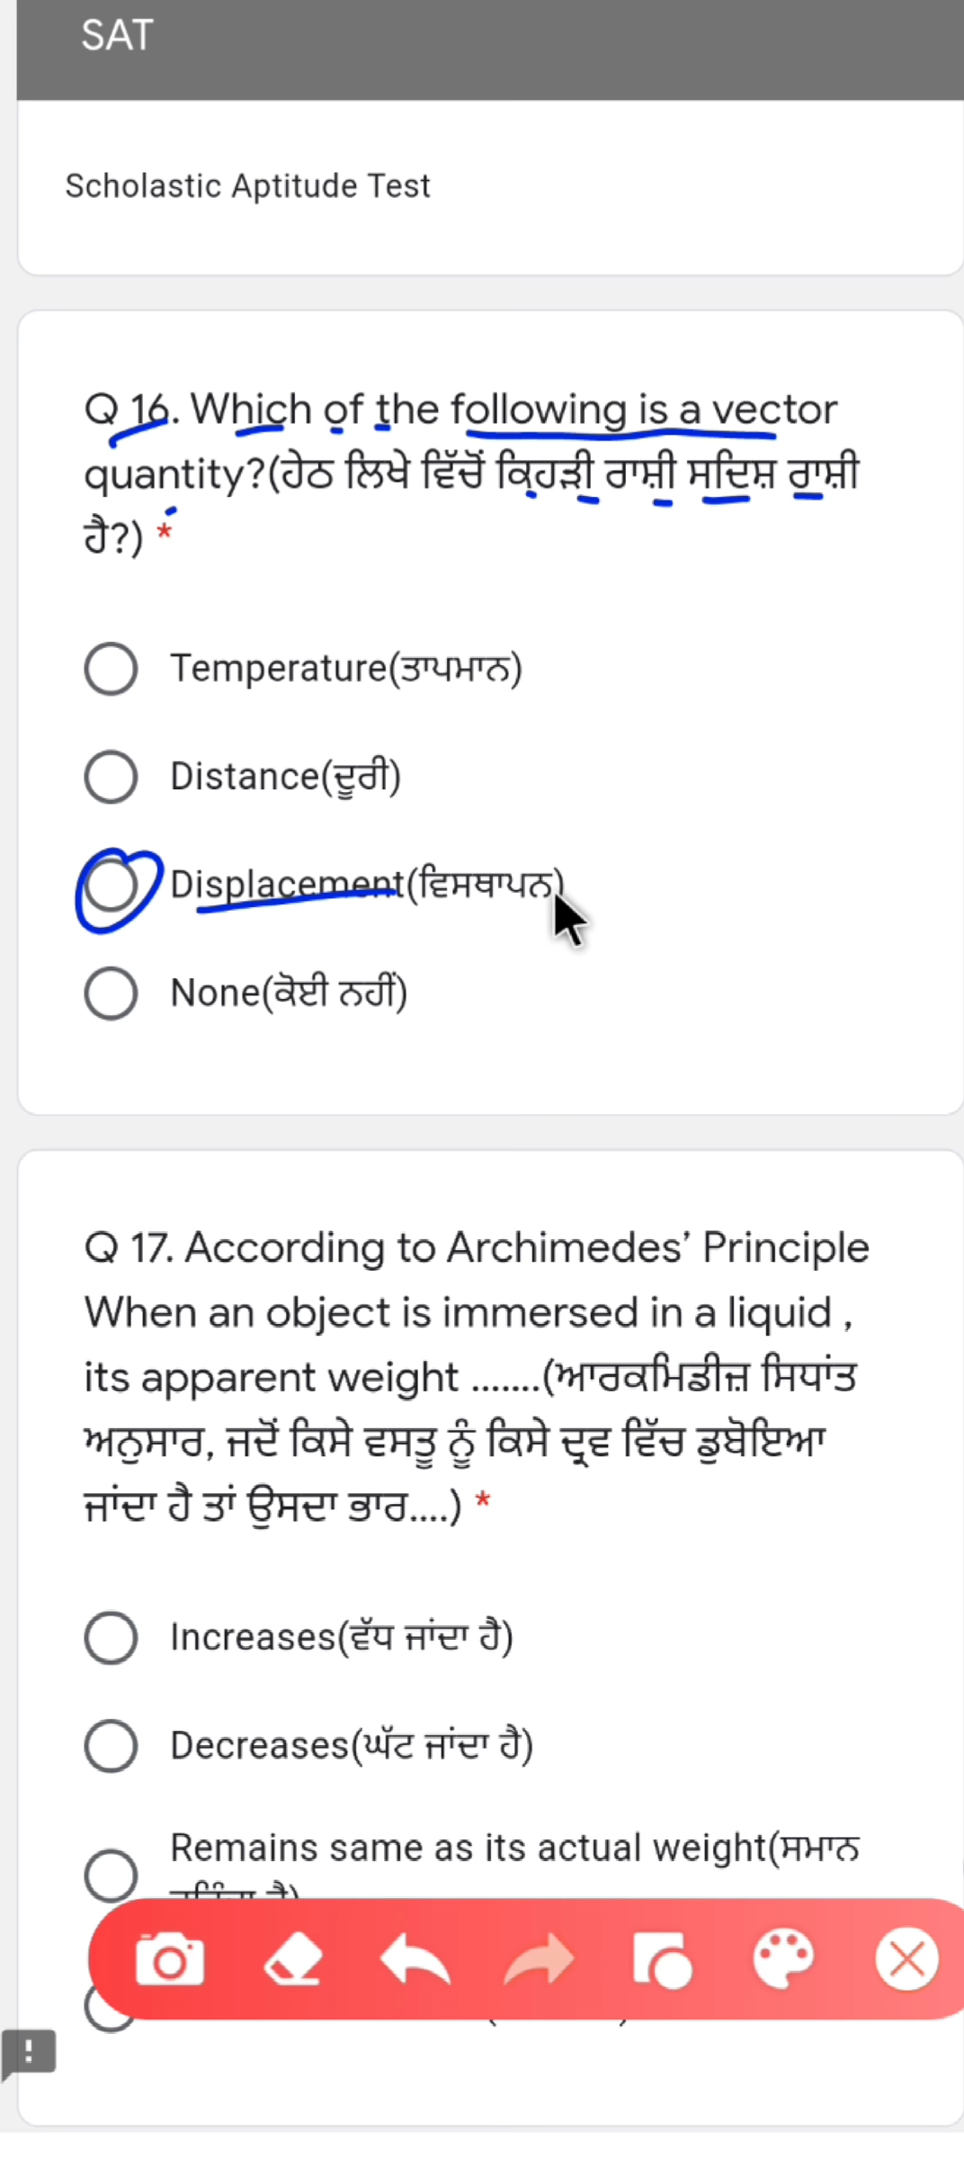 SAT
Scholastic Aptitude Test
Q 16. Which of the following is a vector
quantity?(ਹੇਠ ਲਿਖੇ ਵਿੱਚੋਂ ਕਿਹੜੀ ਰਾਸ਼ੀ ਸਦਿਸ਼ ਰਾਸ਼ੀ
ਹੈ?) *
Temperature(ਤਾਪਮਾਨ)
Distance(ਦੂਰੀ)
Displacement(ਵਿਸਥਾਪਨ)
None(ਕੋਈ ਨਹੀਂ)
Q 17. According to Archimedes’ Principle
When an object is immersed in a liquid ,
its apparent weight .......(ਆਰਕਮਿਡੀਜ਼ ਸਿਧਾਂਤ
ਅਨੁਸਾਰ, ਜਦੋਂ ਕਿਸੇ ਵਸਤੂ ਨੂੰ ਕਿਸੇ ਦ੍ਰਵ ਵਿੱਚ ਡੁਬੋਇਆ
ਜਾਂਦਾ ਹੈ ਤਾਂ ਉਸਦਾ ਭਾਰ....) *
Increases(ਵੱਧ ਜਾਂਦਾ ਹੈ)
Decreases(ਘੱਟ ਜਾਂਦਾ ਹੈ)
Remains same as its actual weight(ਸਮਾਨ